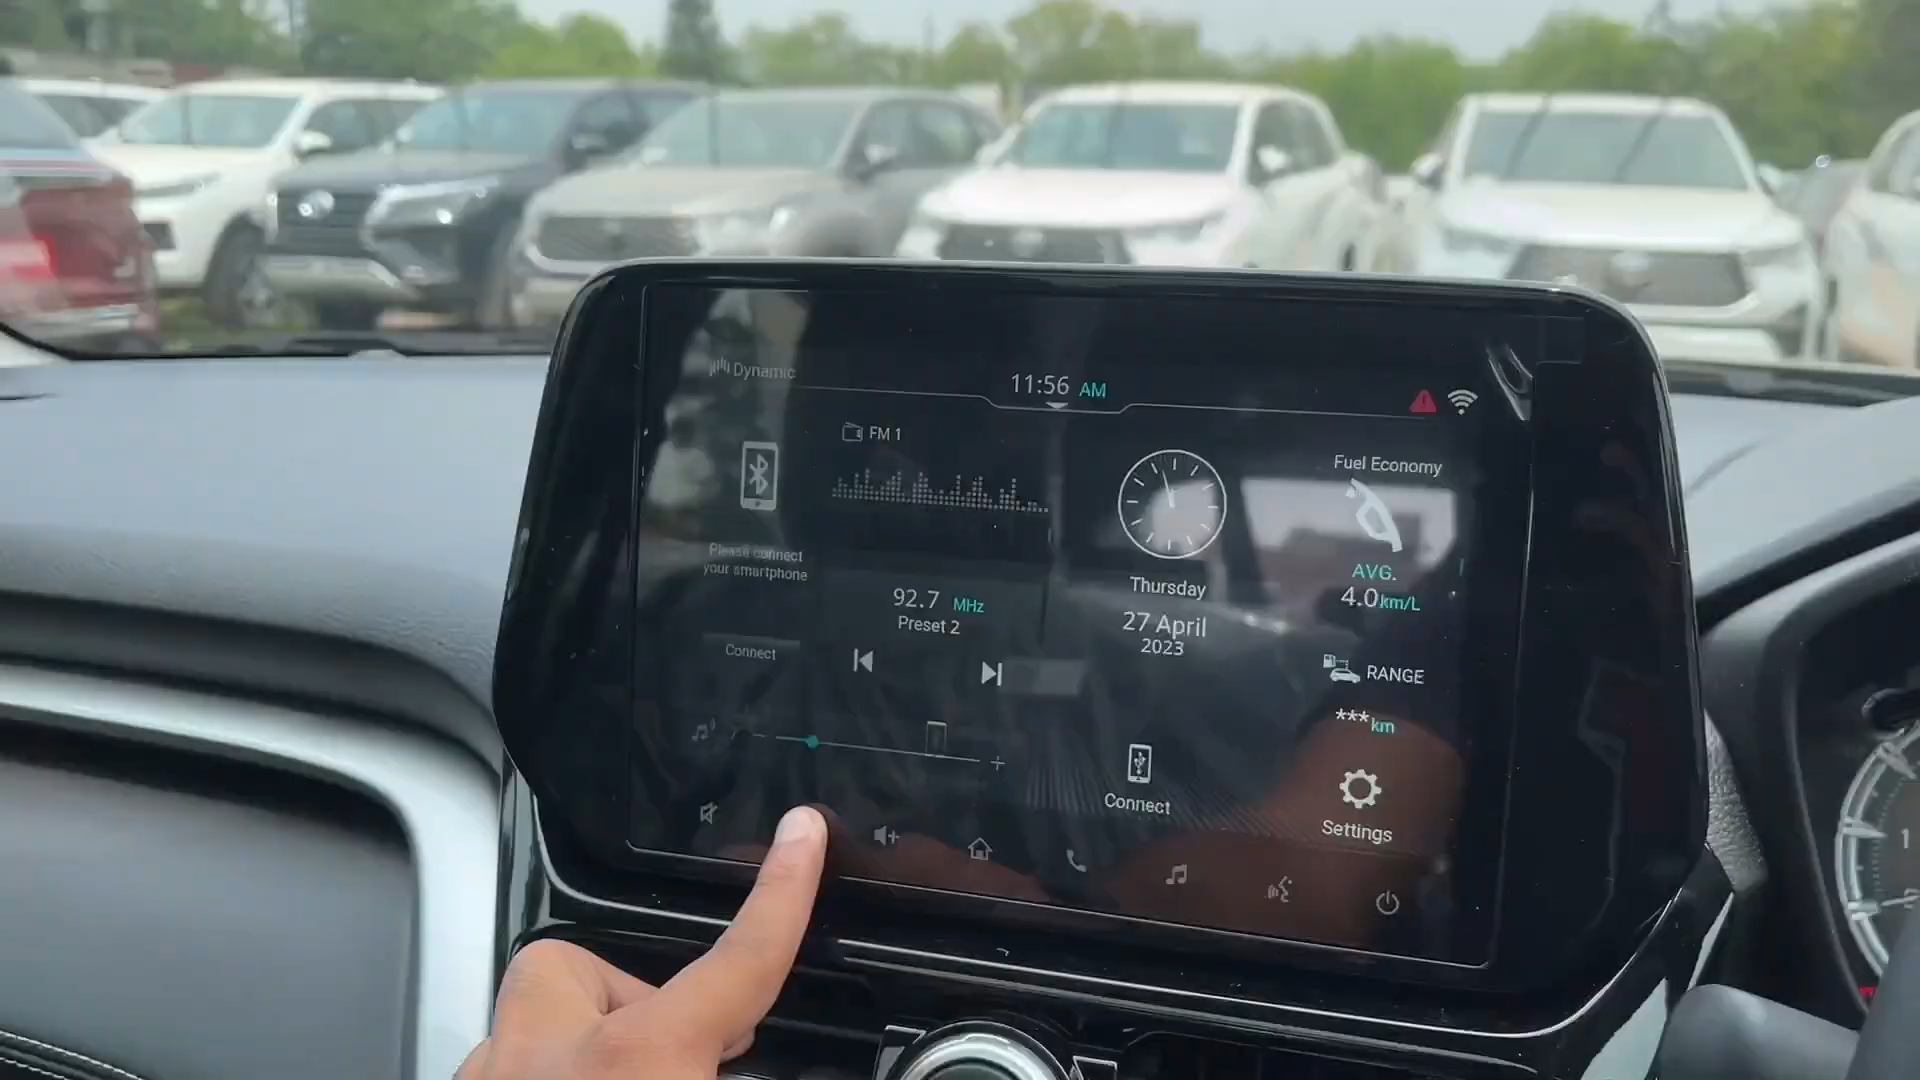 Dynamic
11:56 AM
FM 1
Please connect
your smartphone
Connect
92.7 MHz
Preset 2
Thursday
27 April
2023
Fuel Economy
AVG.
4.0km/L
RANGE
***km
Connect
Settings